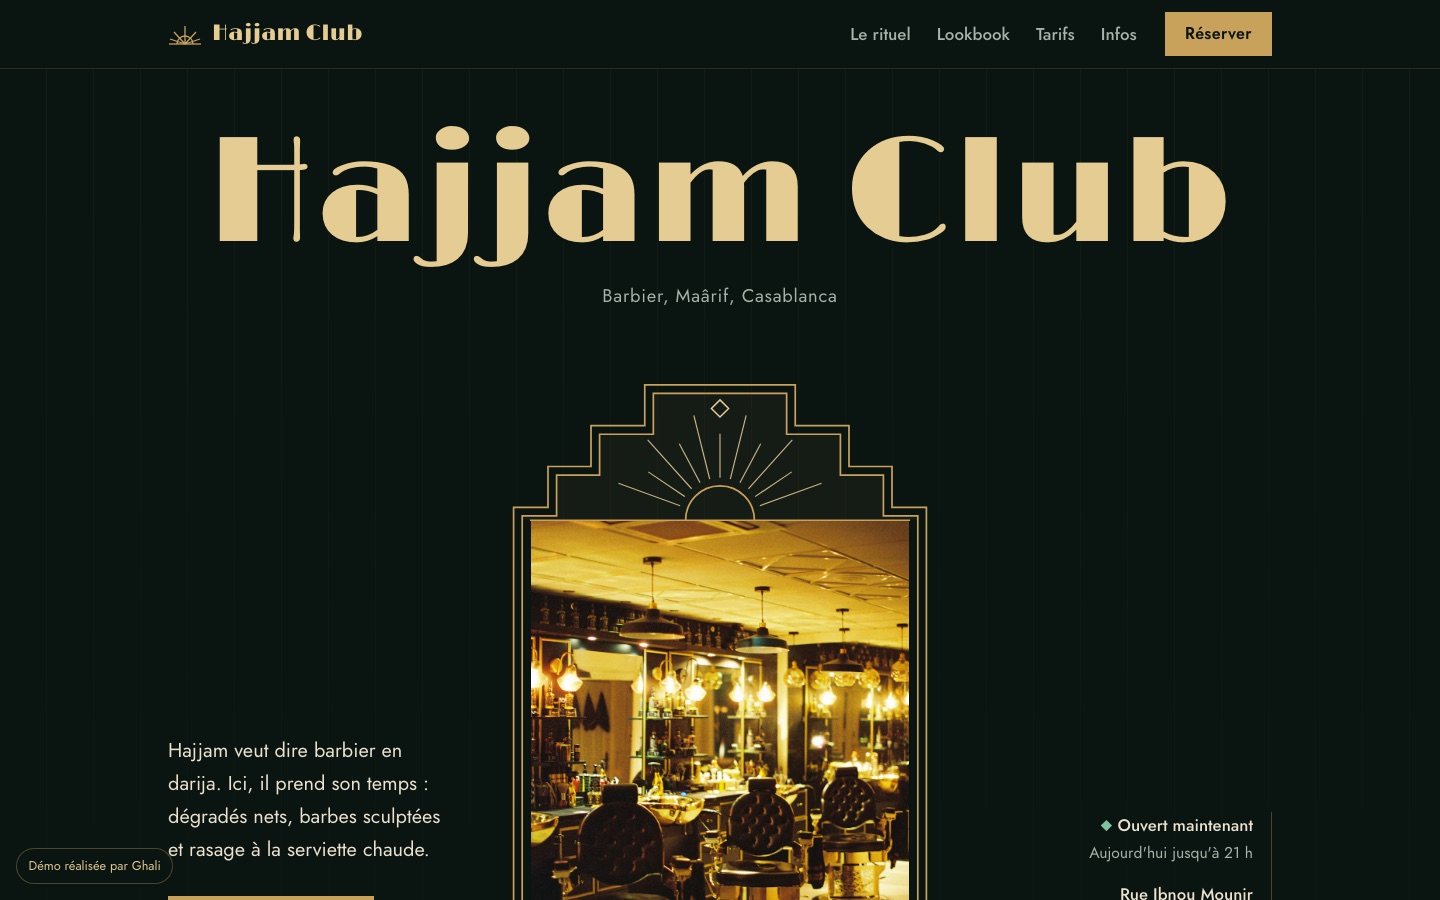 Hajjam Club
Le rituel
Lookbook
Tarifs
Infos
Réserver
Hajjam Club
Barbier, Maârif, Casablanca
Hajjam veut dire barbier en
darija. Ici, il prend son temps :
dégradés nets, barbes sculptées
et rasage à la serviette chaude.
Ouvert maintenant
Aujourd'hui jusqu'à 21 h
Rue Ibnou Mounir
Démo réalisée par Ghali